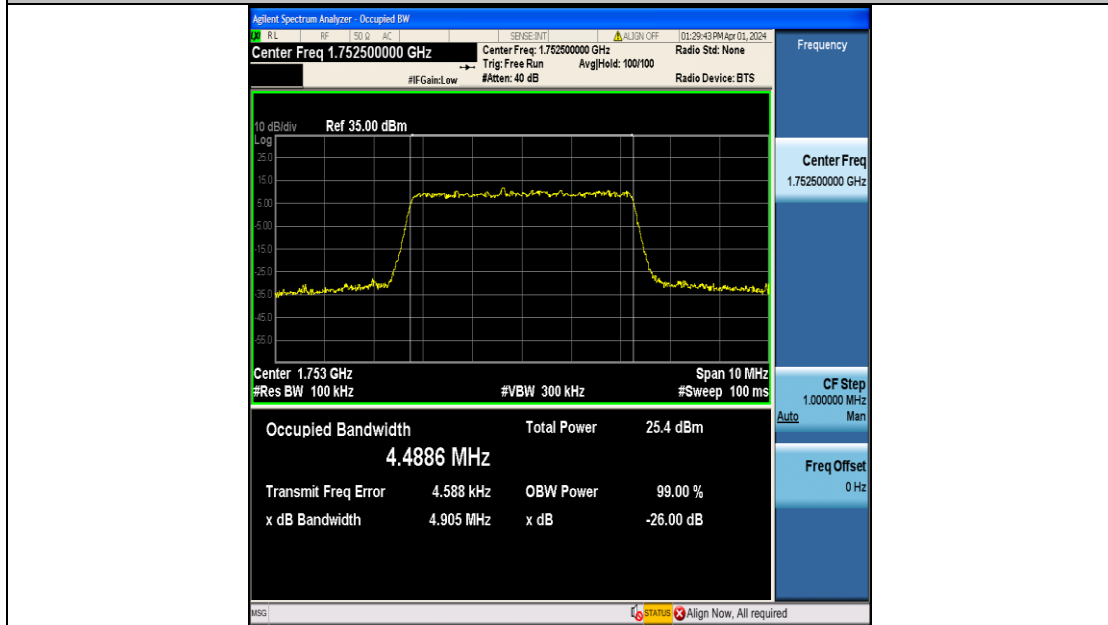 Agilent Spectrum Analyzer - Occupied BW
RL RF 50 Ω AC SENSE:INT ALIGN OFF 01:29:43 PM Apr 01, 2024
Center Freq 1.752500000 GHz
Center Freq: 1.752500000 GHz Radio Std: None
Trig: Free Run Avg|Hold: 100/100
#IFGain:Low #Atten: 40 dB Radio Device: BTS
Frequency
10 dB/div Ref 35.00 dBm
Log
25.0
15.0
5.00
-5.00
-15.0
-25.0
-35.0
-45.0
-55.0
Center 1.753 GHz Span 10 MHz
#Res BW 100 kHz #VBW 300 kHz #Sweep 100 ms
Center Freq
1.752500000 GHz
CF Step
1.000000 MHz
Auto Man
Freq Offset
0 Hz
Occupied Bandwidth Total Power 25.4 dBm
4.4886 MHz
Transmit Freq Error 4.588 kHz OBW Power 99.00 %
x dB Bandwidth 4.905 MHz x dB -26.00 dB
MSG STATUS Align Now, All required